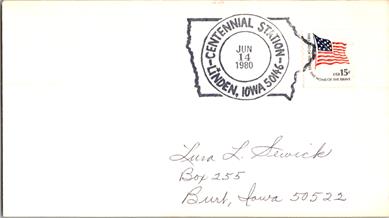 CENTENNIAL STATION
JUN
14
1980
LINDEN, IOWA 50146
USA 15c
HOME OF THE BRAVE
Lura L. Sewick
Box 255
Burt, Iowa 50522